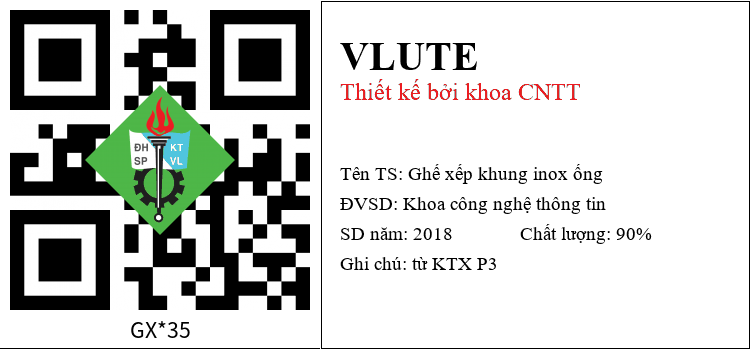 ĐH KT
SP VL
GX*35
VLUTE
Thiết kế bởi khoa CNTT
Tên TS: Ghế xếp khung inox ống
ĐVSD: Khoa công nghệ thông tin
SD năm: 2018 Chất lượng: 90%
Ghi chú: từ KTX P3